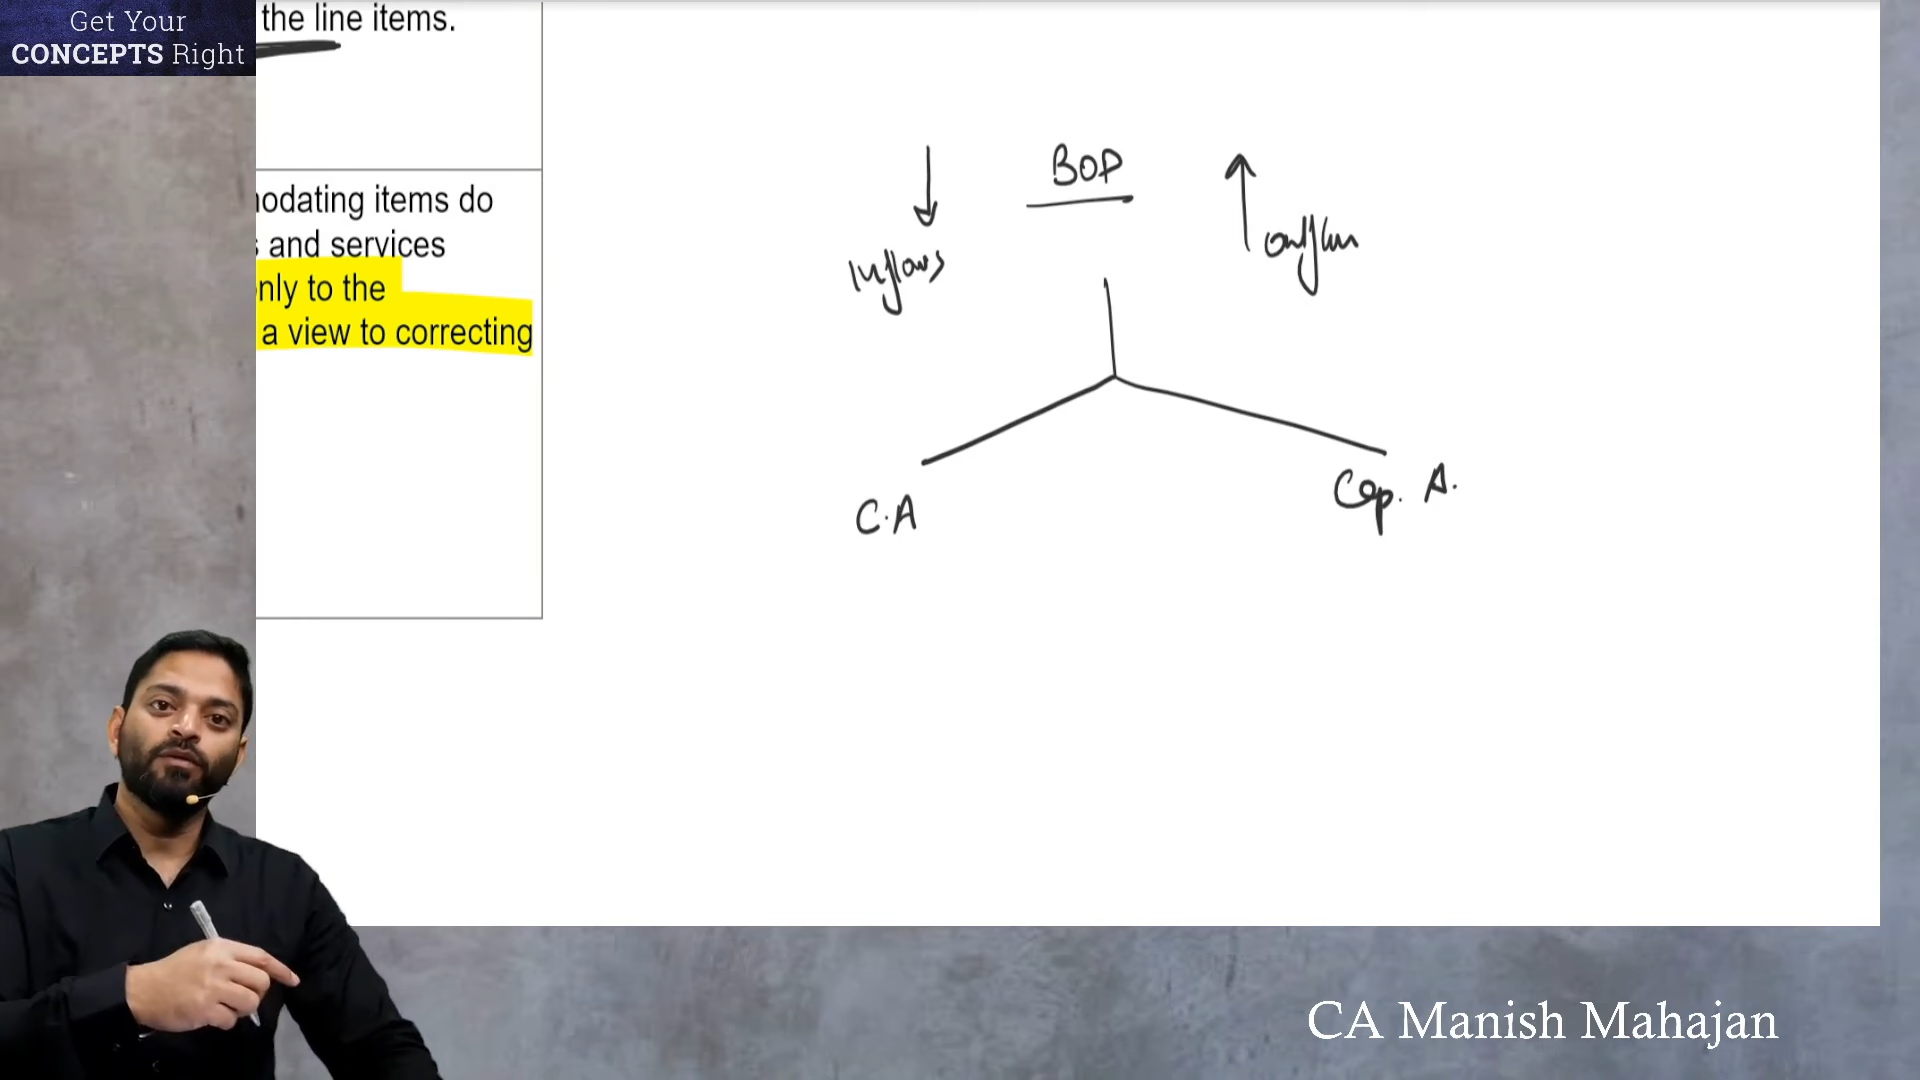 Get Your
CONCEPTS Right
the line items.
odating items do
and services
nly to the
a view to correcting
BOP
Inflows
C.A
Cap. A.
CA Manish Mahajan